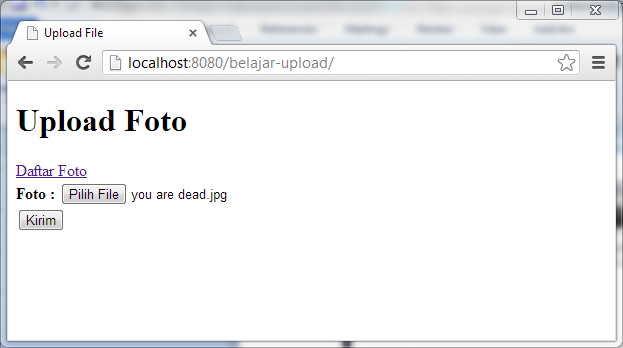 Upload File
localhost:8080/belajar-upload/
Upload Foto
Daftar Foto
Foto : Pilih File you are dead.jpg
Kirim